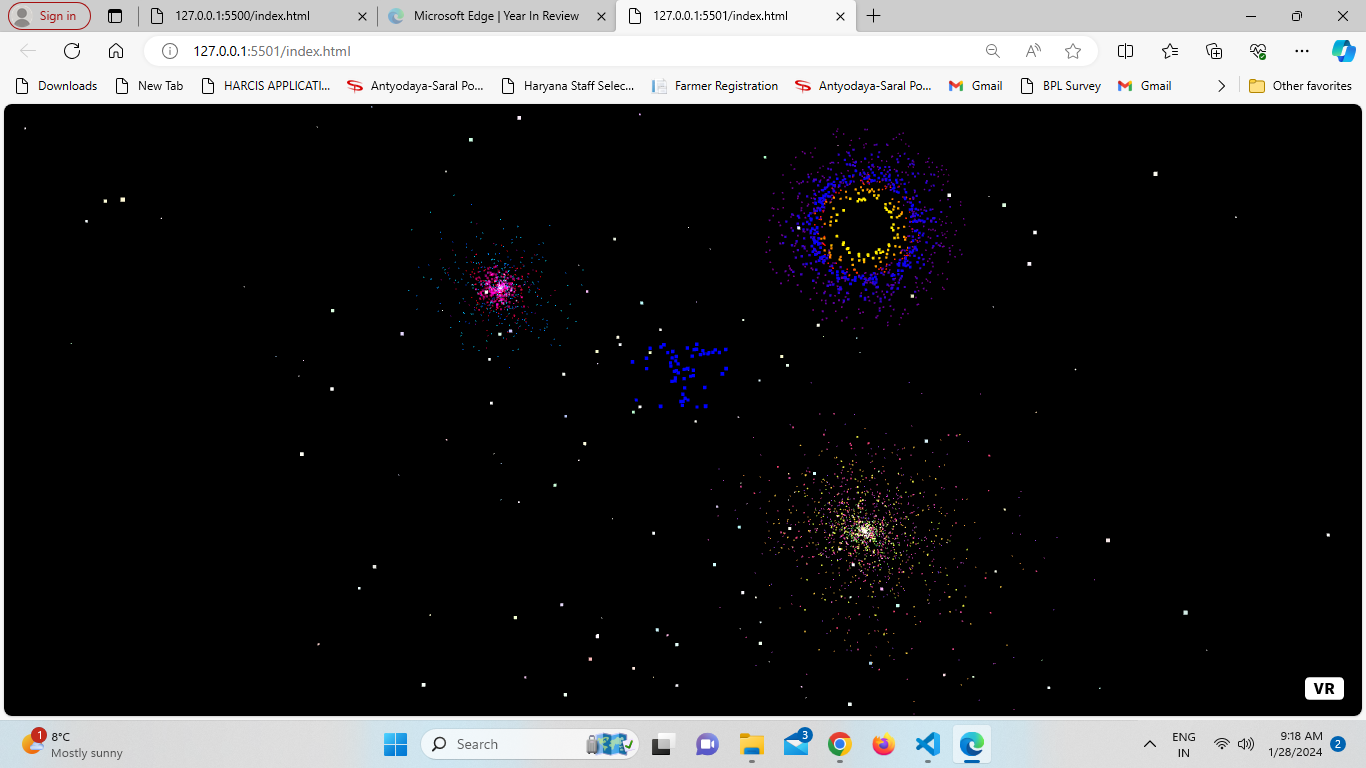 Sign in
127.0.0.1:5500/index.html
Microsoft Edge | Year In Review
127.0.0.1:5501/index.html
127.0.0.1:5501/index.html
Downloads
New Tab
HARCIS APPLICATI...
Antyodaya-Saral Po...
Haryana Staff Selec...
Farmer Registration
Antyodaya-Saral Po...
Gmail
BPL Survey
Gmail
Other favorites
VR
1
8°C
Mostly sunny
Search
3
ENG
IN
9:18 AM
1/28/2024
2